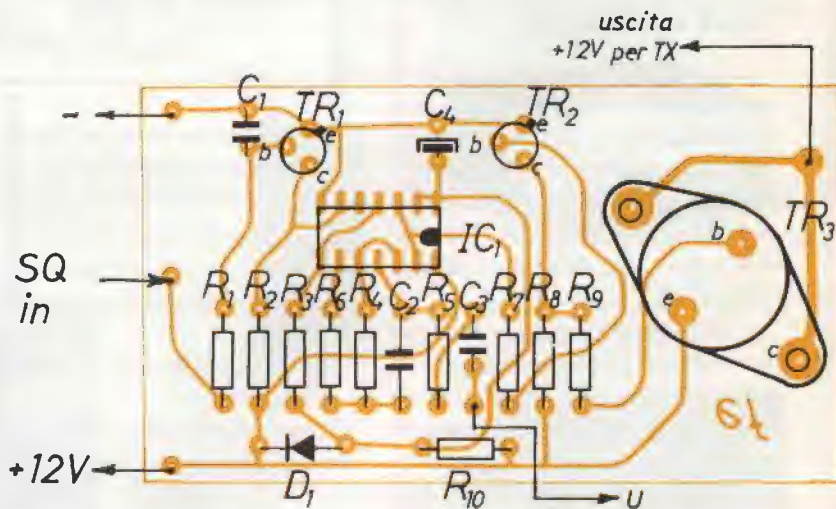 uscita
+12V per TX
C1 TR1 C4 TR2
-
e e
b b
c c
TR3
IC1
b
SQ
in
R1 R2 R3 R6 R4 C2 R5 C3 R7 R8 R9
e
c
+12V
D1 R10 U